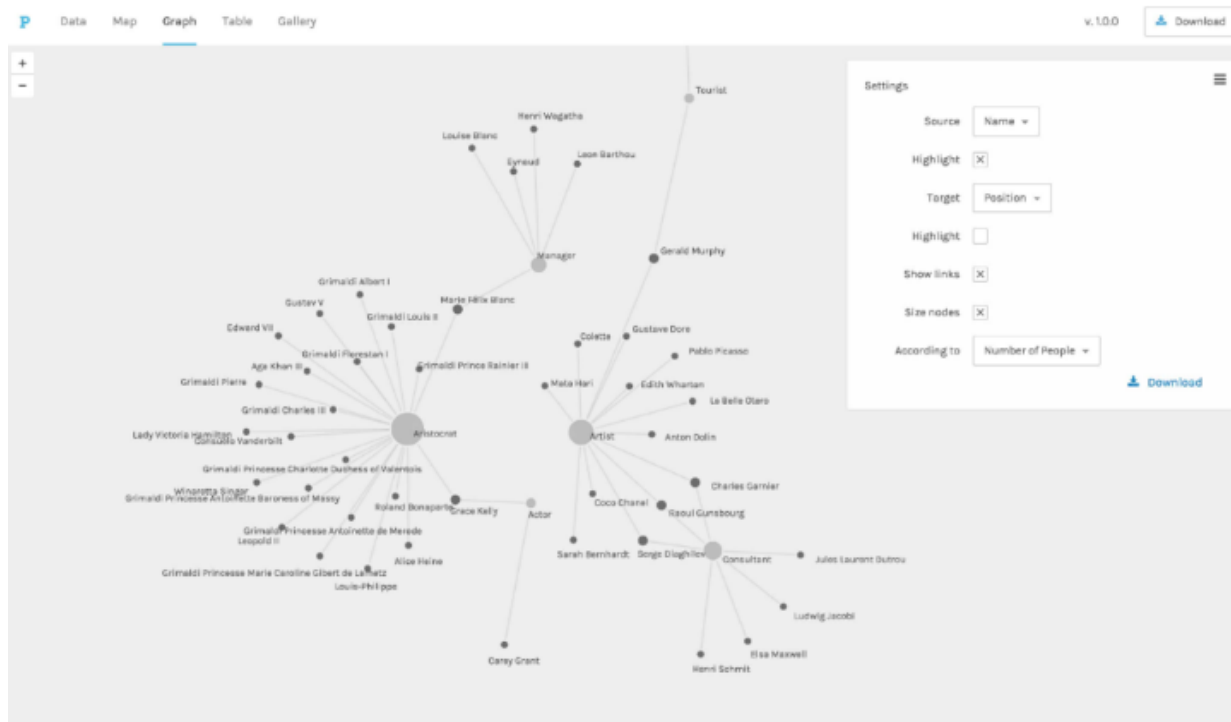 P Data Map Graph Table Gallery v. 1.0.0 Download
+
−
Settings
Source Name
Highlight
Target Position
Highlight
Show links
Size nodes
According to Number of People
Download
Tourist
Henri Wagatha
Louise Blanc
Eynaud
Leon Barthou
Gerald Murphy
Manager
Grimaldi Albert I
Gustav V
Marie Félix Blanc
Grimaldi Louis II
Edward VII
Gustave Dore
Colette
Pablo Picasso
Grimaldi Florestan I
Aga Khan III
Grimaldi Prince Rainier III
Grimaldi Pierre
Mata Hari
Edith Wharton
La Belle Otero
Grimaldi Charles III
Lady Victoria Hamilton
Consuelo Vanderbilt
Aristocrat
Artist
Anton Dolin
Grimaldi Princesse Charlotte Duchess of Valentois
Winaretta Singer
Grimaldi Princesse Antoinette Baroness of Massy
Charles Garnier
Roland Bonaparte
Grace Kelly
Actor
Coco Chanel
Raoul Gunsbourg
Grimaldi Princesse Antoinette de Merode
Leopold II
Alice Heine
Sarah Bernhardt
Serge Diaghilev
Consultant
Jules Laurent Dutrou
Grimaldi Princesse Marie Caroline Gibert de Lametz
Louis-Philippe
Ludwig Jacobi
Elsa Maxwell
Carey Grant
Henri Schmit